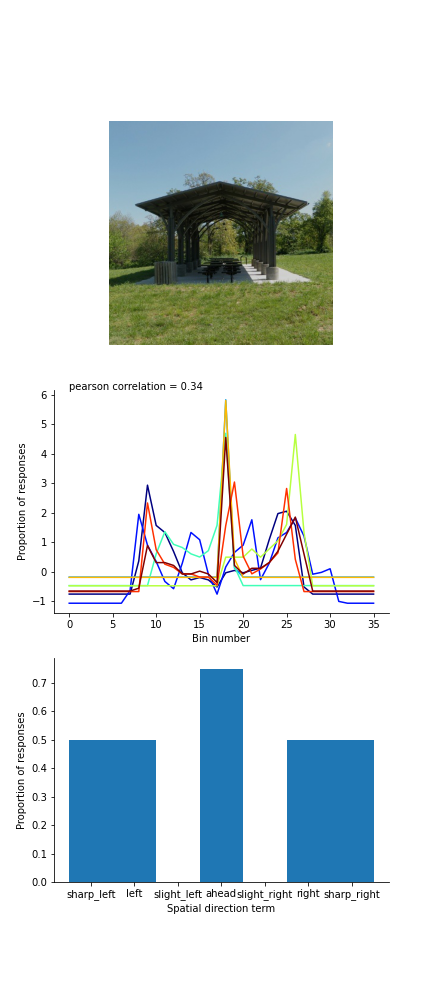 pearson correlation = 0.34
Proportion of responses
6
5
4
3
2
1
0
−1
0 5 10 15 20 25 30 35
Bin number
Proportion of responses
0.7
0.6
0.5
0.4
0.3
0.2
0.1
0.0
sharp_left left slight_left ahead slight_right right sharp_right
Spatial direction term